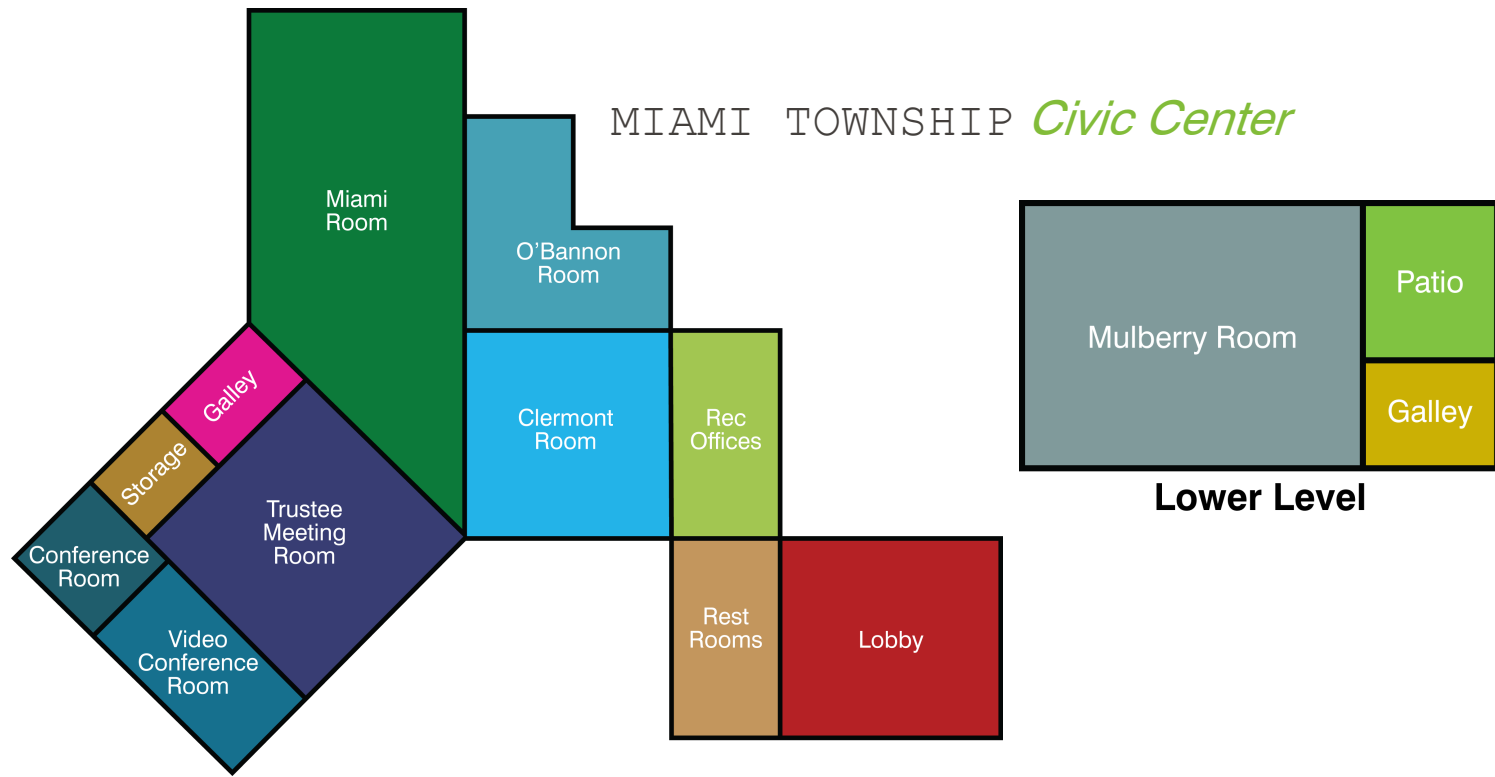 MIAMI TOWNSHIP Civic Center
Miami
Room
O’Bannon
Room
Clermont
Room
Rec
Offices
Galley
Storage
Conference
Room
Trustee
Meeting
Room
Video
Conference
Room
Rest
Rooms
Lobby
Mulberry Room
Patio
Galley
Lower Level